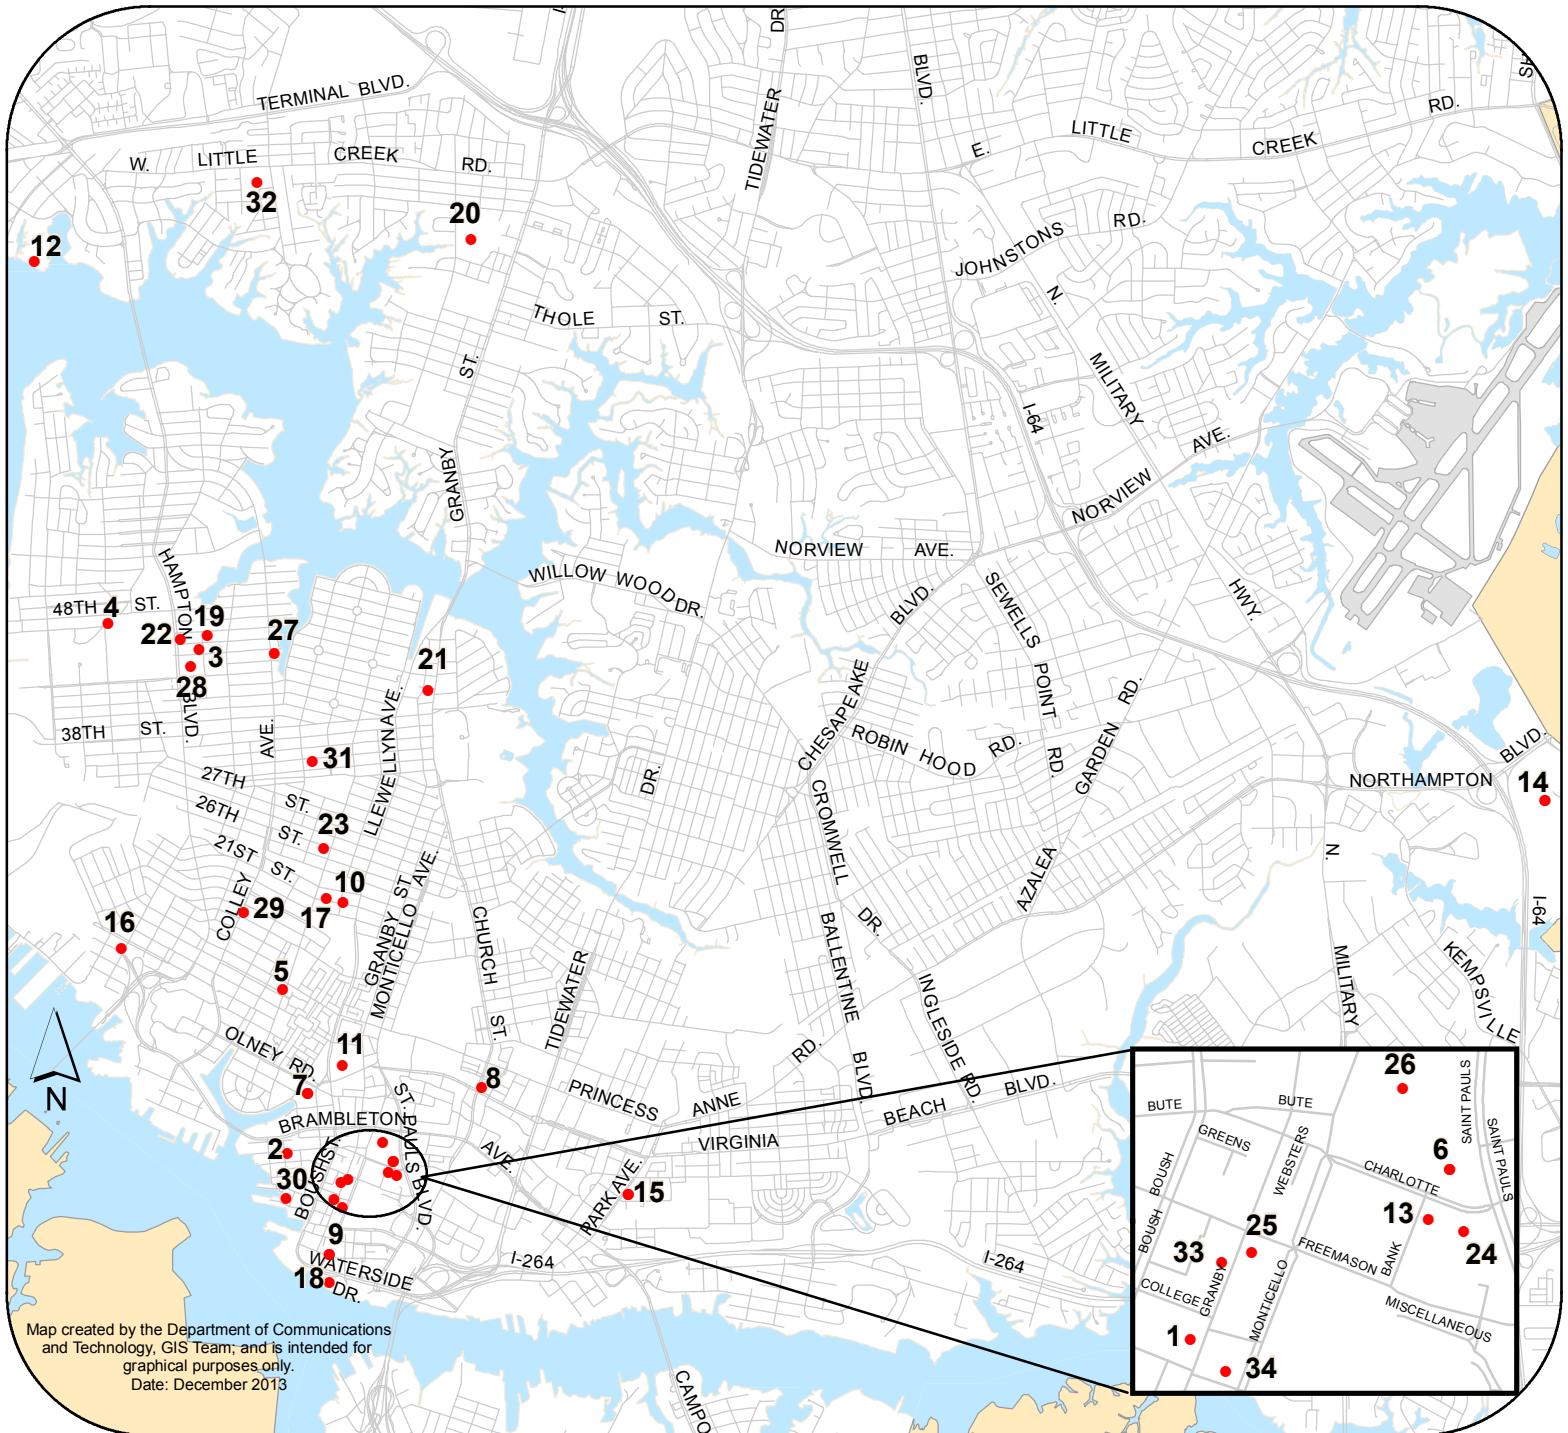 I-
TIDEWATER DR
BLVD.
HS
TERMINAL BLVD.
W. LITTLE CREEK RD.
E. LITTLE CREEK RD.
32
20
12
JOHNSTONS RD.
THOLE ST.
N. MILITARY HWY.
I-64
GRANBY ST.
NORVIEW AVE.
NORVIEW AVE.
WILLOW WOOD DR.
HAMPTON BLVD.
48TH ST.
4
19
22
3
28
27
21
CHESAPEAKE BLVD.
SEWELLS POINT RD.
38TH ST.
AVE.
LLEWELLYN AVE.
31
ROBIN HOOD RD.
AZALEA GARDEN RD.
DR.
NORTHAMPTON BLVD.
14
27TH ST.
26TH ST.
23
21ST ST.
10
17
COLLEY
29
16
GRANBY ST
MONTICELLO AVE.
CHURCH ST.
CROMWELL DR.
BALLENTINE BLVD.
INGLESIDE RD.
N. MILITARY
I-64
KEMPSVILLE
5
TIDEWATER
OLNEY RD.
11
7
8
PRINCESS ANNE RD.
BRAMBLETON AVE.
ST. PAULS BLVD.
VIRGINIA BEACH BLVD.
2
30
BOUSH ST.
PARK AVE.
15
9
WATERSIDE DR.
18
I-264
I-264
CAMPO
N
26
BUTE
BUTE
GREENS
WEBSTERS
SAINT PAULS
SAINT PAULS
6
CHARLOTTE
BOUSH
BOUSH
13
24
25
33
FREEMASON
BANK
COLLEGE
GRANBY
MONTICELLO
MISCELLANEOUS
1
34
Map created by the Department of Communications
and Technology, GIS Team; and is intended for
graphical purposes only.
Date: December 2013